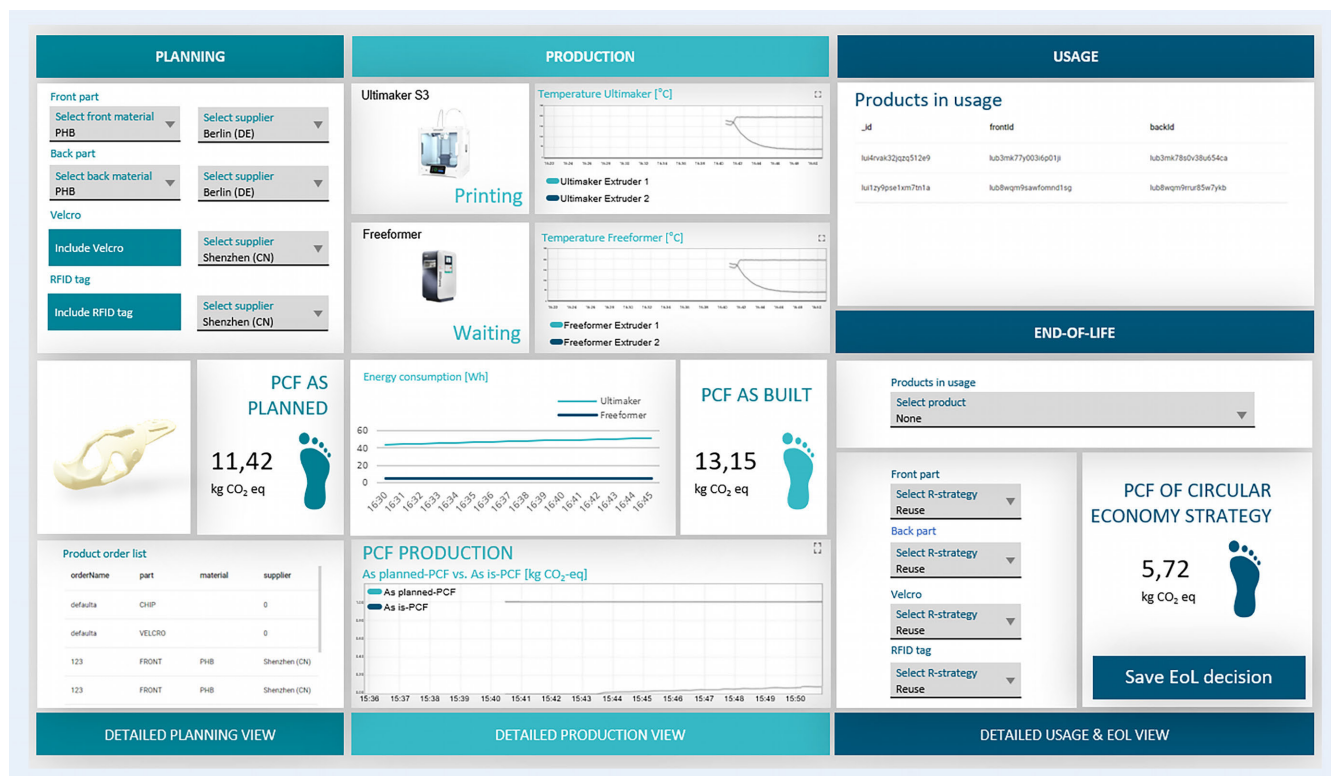 PLANNING
Front part
Select front material
PHB
Select supplier
Berlin (DE)
Back part
Select back material
PHB
Select supplier
Berlin (DE)
Velcro
Include Velcro
Select supplier
Shenzhen (CN)
RFID tag
Include RFID tag
Select supplier
Shenzhen (CN)
PCF AS
PLANNED
11,42
kg CO₂ eq
Product order list
orderName part material supplier
defaulta CHIP 0
defaulta VELCRO 0
123 FRONT PHB Shenzhen (CN)
123 FRONT PHB Shenzhen (CN)
DETAILED PLANNING VIEW
PRODUCTION
Ultimaker S3
Printing
Temperature Ultimaker [°C]
Ultimaker Extruder 1
Ultimaker Extruder 2
Freeformer
Waiting
Temperature Freeformer [°C]
Freeformer Extruder 1
Freeformer Extruder 2
Energy consumption [Wh]
Ultimaker
Freeformer
60
40
20
0
16:30 16:31 16:32 16:33 16:34 16:35 16:36 16:37 16:38 16:39 16:40 16:41 16:42 16:43 16:44 16:45
PCF AS BUILT
13,15
kg CO₂ eq
PCF PRODUCTION
As planned-PCF vs. As is-PCF [kg CO₂-eq]
As planned-PCF
As is-PCF
15:36 15:37 15:38 15:39 15:40 15:41 15:42 15:43 15:44 15:45 15:46 15:47 15:48 15:49 15:50
DETAILED PRODUCTION VIEW
USAGE
Products in usage
_id frontId backId
lui4rvak32jqzq512e9 lub3mk77y003i6p01ji lub3mk78s0v38u654ca
lui1zy9pse1xm7tn1a lub8wqm9sawfomnd1sg lub8wqm9rrur85w7ykb
END-OF-LIFE
Products in usage
Select product
None
Front part
Select R-strategy
Reuse
Back part
Select R-strategy
Reuse
Velcro
Select R-strategy
Reuse
RFID tag
Select R-strategy
Reuse
PCF OF CIRCULAR
ECONOMY STRATEGY
5,72
kg CO₂ eq
Save EoL decision
DETAILED USAGE & EOL VIEW